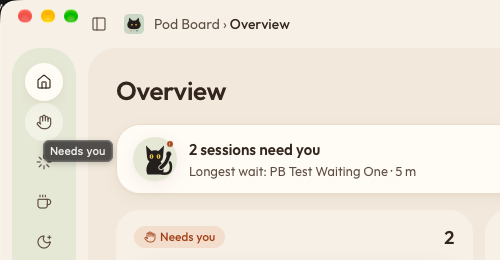 Pod Board › Overview
Overview
Needs you
2 sessions need you
Longest wait: PB Test Waiting One · 5 m
Needs you
2